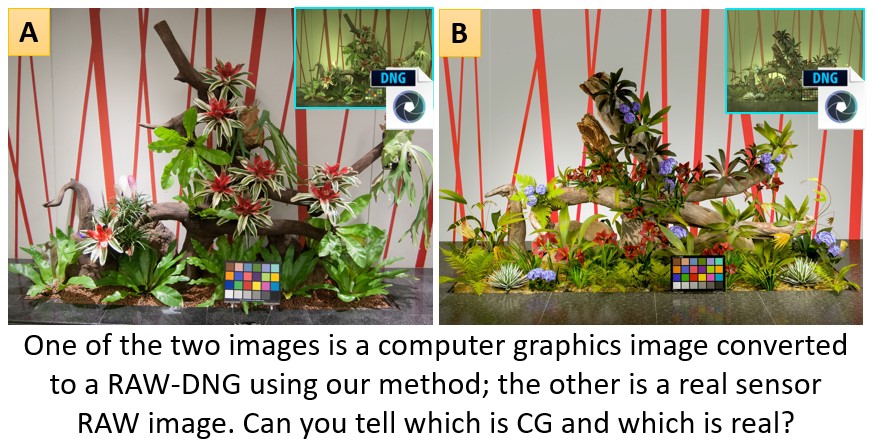 A
DNG
B
DNG
One of the two images is a computer graphics image converted
to a RAW-DNG using our method; the other is a real sensor
RAW image. Can you tell which is CG and which is real?